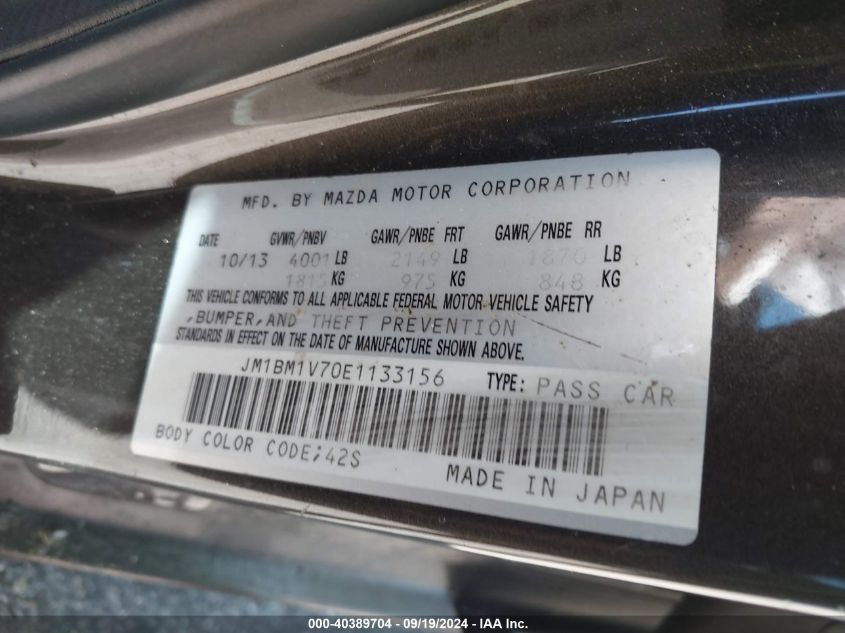 MFD. BY MAZDA MOTOR CORPORATION
DATE GVWR/PNBV GAWR/PNBE FRT GAWR/PNBE RR
10/13 4001 LB 2149 LB 1870 LB
1815 KG 975 KG 848 KG
THIS VEHICLE CONFORMS TO ALL APPLICABLE FEDERAL MOTOR VEHICLE SAFETY
,BUMPER,AND THEFT PREVENTION
STANDARDS IN EFFECT ON THE DATE OF MANUFACTURE SHOWN ABOVE.
JM1BM1V70E1133156 TYPE: PASS CAR
BODY COLOR CODE;42S
MADE IN JAPAN
000-40389704 - 09/19/2024 - IAA Inc.